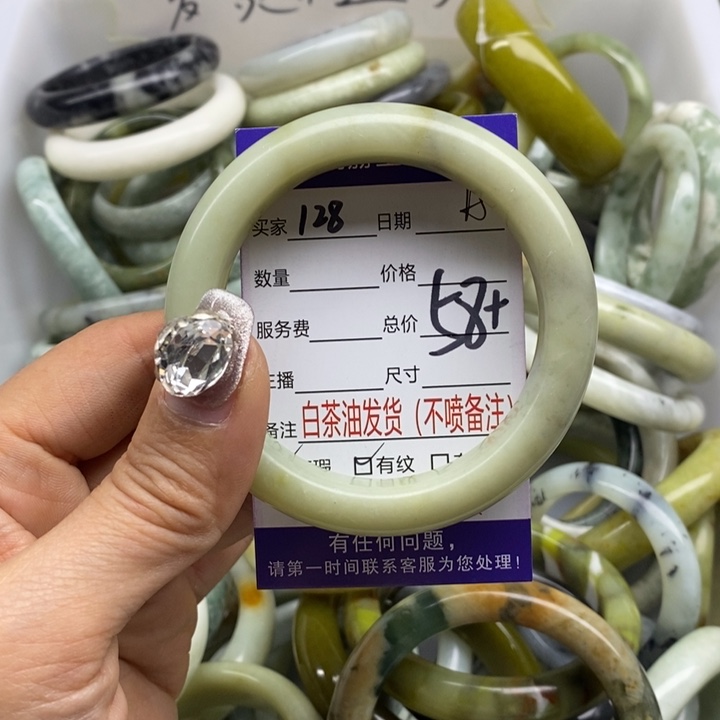 买家 128 日期
数量 价格
服务费 总价 58+
主播 尺寸
备注 白茶油发货（不喷备注）
瑕 ☑有纹
有任何问题，
请第一时间联系客服为您处理！